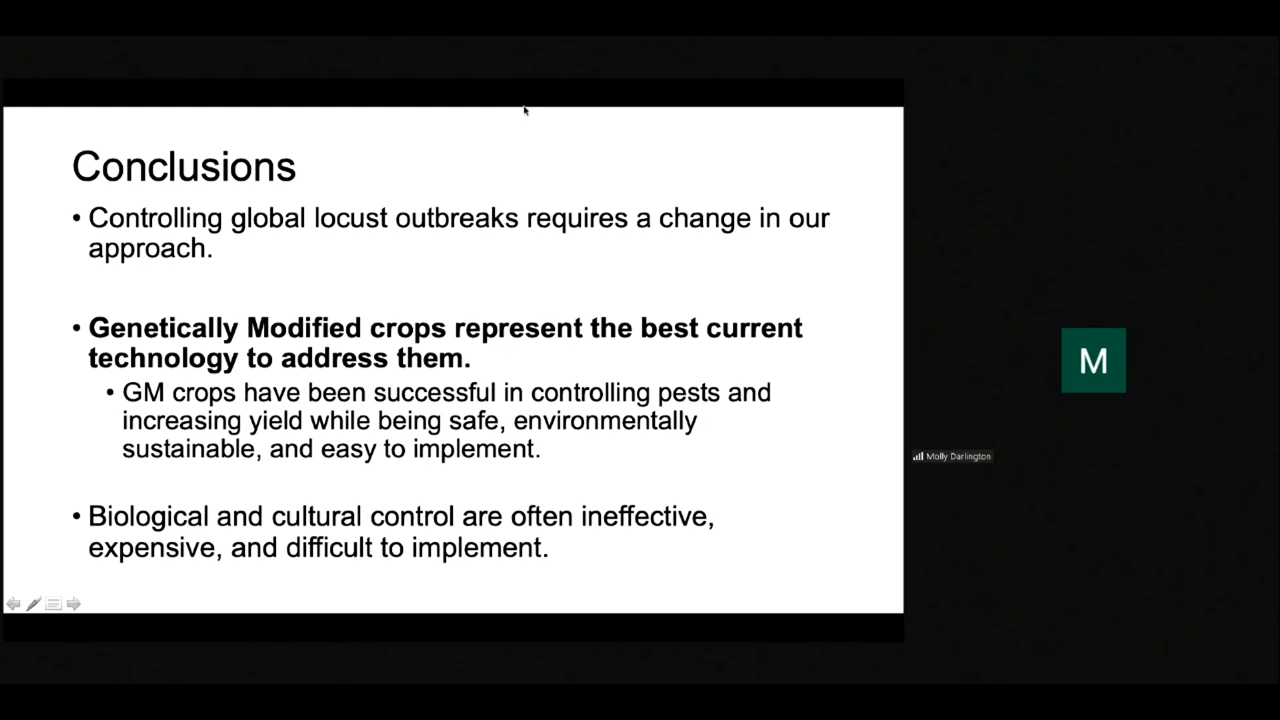 Conclusions
• Controlling global locust outbreaks requires a change in our
approach.
• Genetically Modified crops represent the best current
technology to address them.
• GM crops have been successful in controlling pests and
increasing yield while being safe, environmentally
sustainable, and easy to implement.
• Biological and cultural control are often ineffective,
expensive, and difficult to implement.
M
Molly Darlington